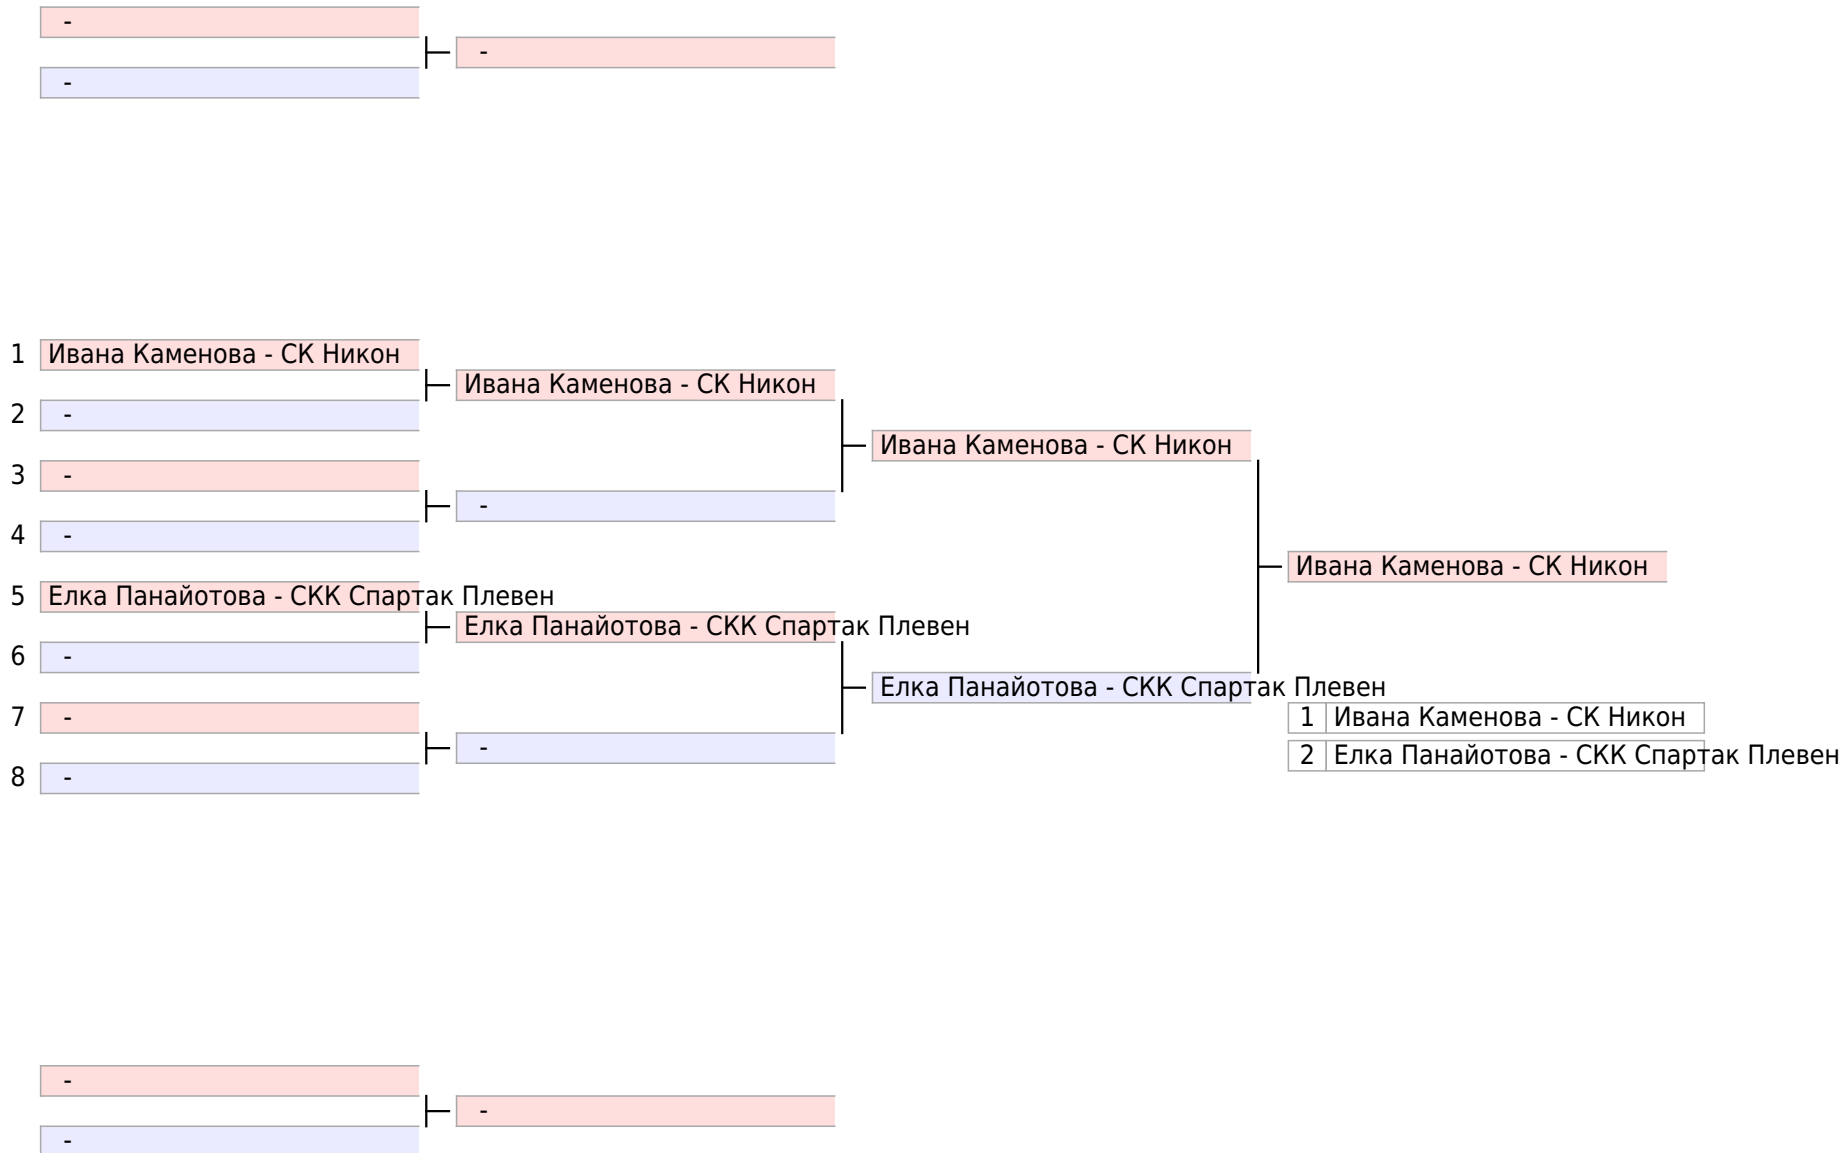 -
-
-
1 Ивана Каменова - СК Никон
Ивана Каменова - СК Никон
2 -
Ивана Каменова - СК Никон
3 -
-
4 -
Ивана Каменова - СК Никон
5 Елка Панайотова - СКК Спартак Плевен
Елка Панайотова - СКК Спартак Плевен
6 -
Елка Панайотова - СКК Спартак Плевен
7 -
1 Ивана Каменова - СК Никон
-
2 Елка Панайотова - СКК Спартак Плевен
8 -
-
-
-